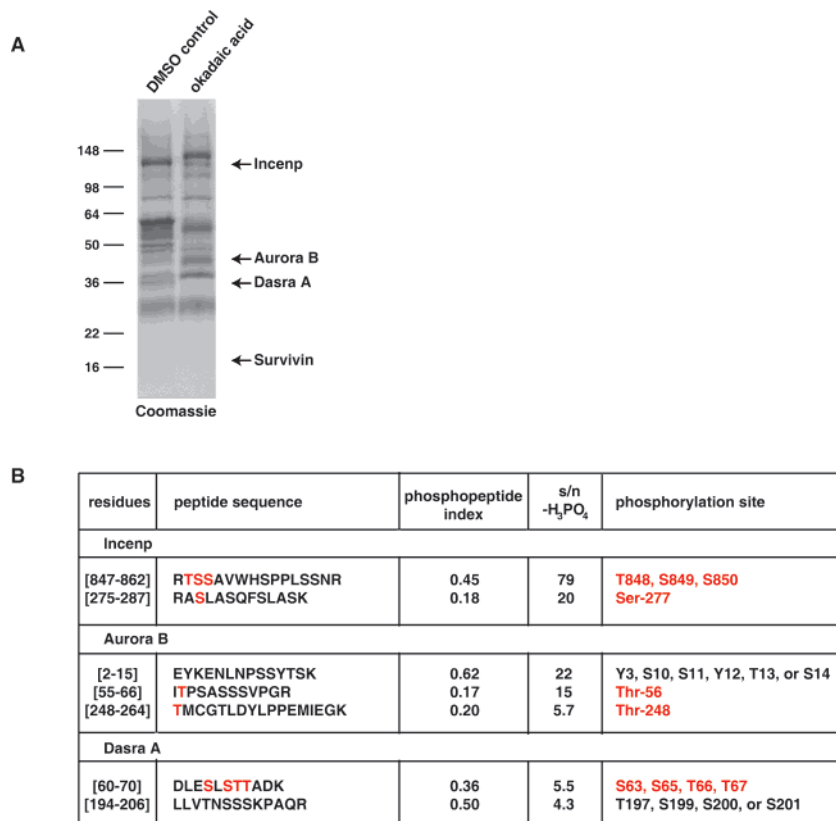 A
DMSO control
okadaic acid
148
98
64
50
36
22
16
Incenp
Aurora B
Dasra A
Survivin
Coomassie
B
residues peptide sequence phosphopeptide index s/n -H3PO4 phosphorylation site
Incenp
[847-862] RTSSAVWHSPPLSSNR 0.45 79 T848, S849, S850
[275-287] RASLASQFSLASK 0.18 20 Ser-277
Aurora B
[2-15] EYKENLNPSSYTSK 0.62 22 Y3, S10, S11, Y12, T13, or S14
[55-66] ITPSASSSVPGR 0.17 15 Thr-56
[248-264] TMCGTLDYLPPEMIEGK 0.20 5.7 Thr-248
Dasra A
[60-70] DLESLSTTADK 0.36 5.5 S63, S65, T66, T67
[194-206] LLVTNSSSKPAQR 0.50 4.3 T197, S199, S200, or S201